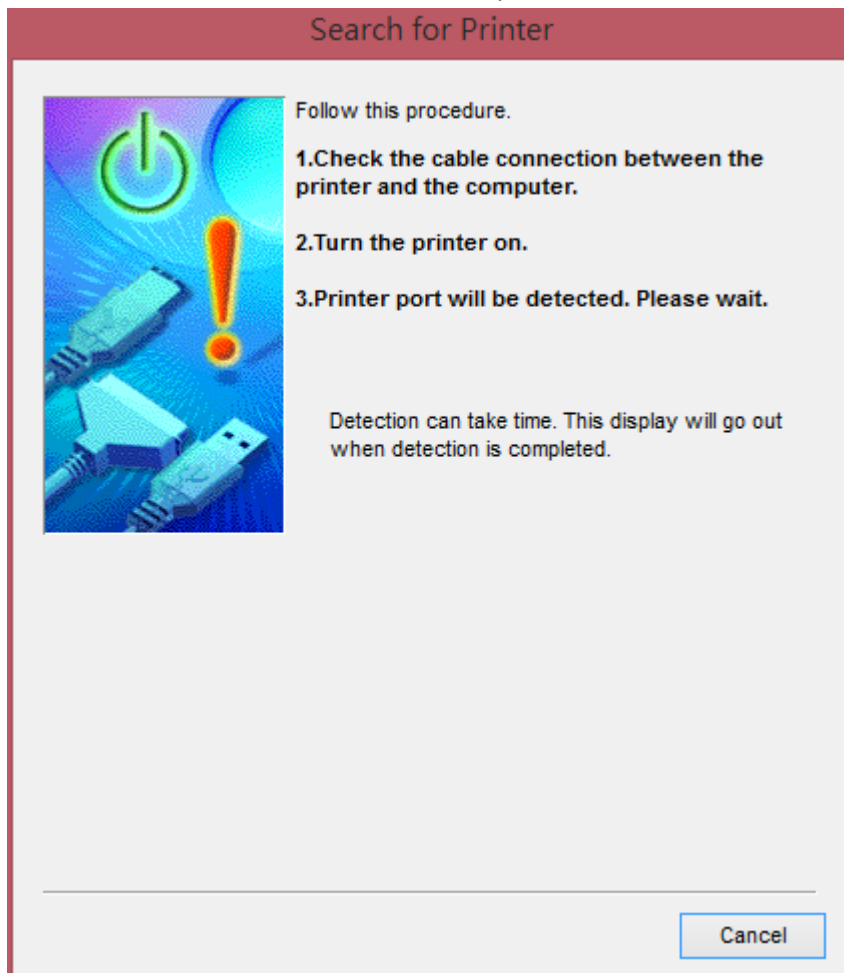 Search for Printer
Follow this procedure.
1.Check the cable connection between the
printer and the computer.
2.Turn the printer on.
3.Printer port will be detected. Please wait.
Detection can take time. This display will go out
when detection is completed.
Cancel